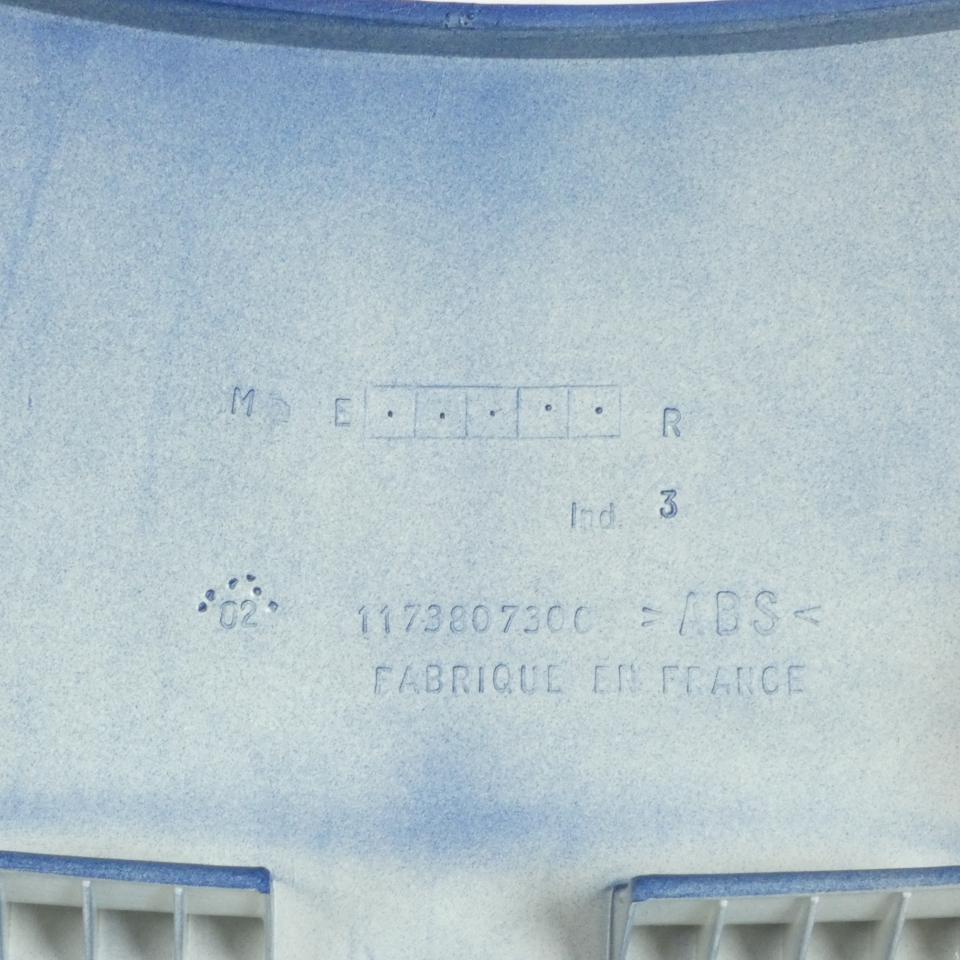 M E R
Ind. 3
02 1173807300 >ABS<
FABRIQUE EN FRANCE